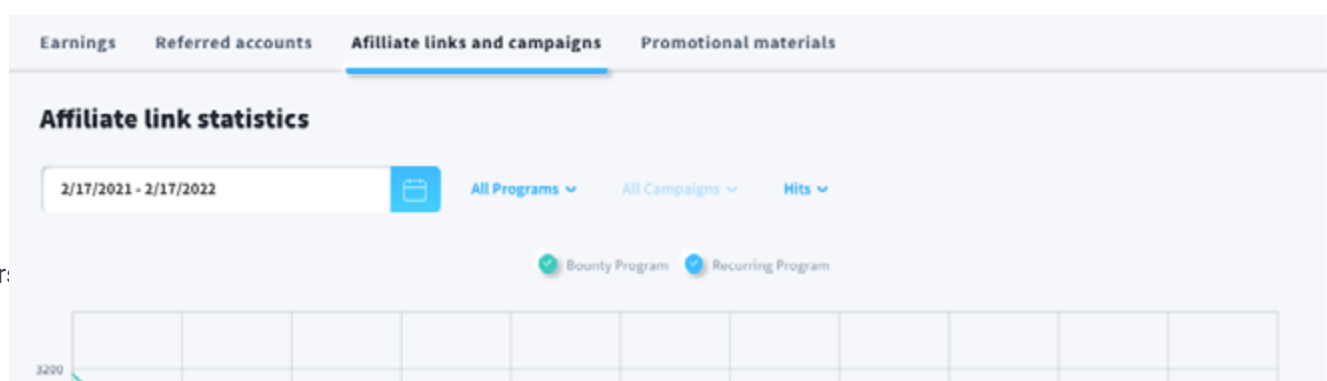 Earnings Referred accounts Afilliate links and campaigns Promotional materials
Affiliate link statistics
2/17/2021 - 2/17/2022 All Programs All Campaigns Hits
Bounty Program Recurring Program
3200